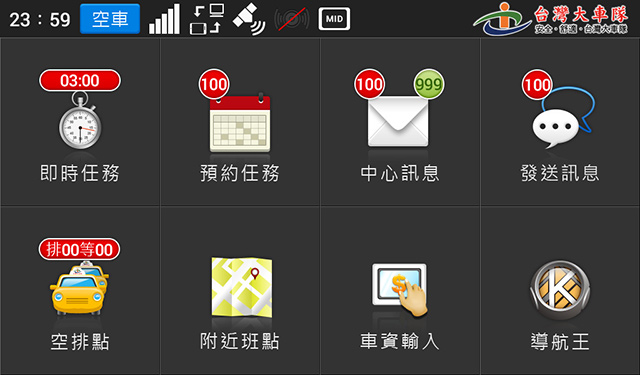 23 : 59 空車 MID 台灣大車隊
安全‧舒適‧台灣大車隊
03:00 100 100 999 100
即時任務 預約任務 中心訊息 發送訊息
排00等00 $ K
空排點 附近班點 車資輸入 導航王